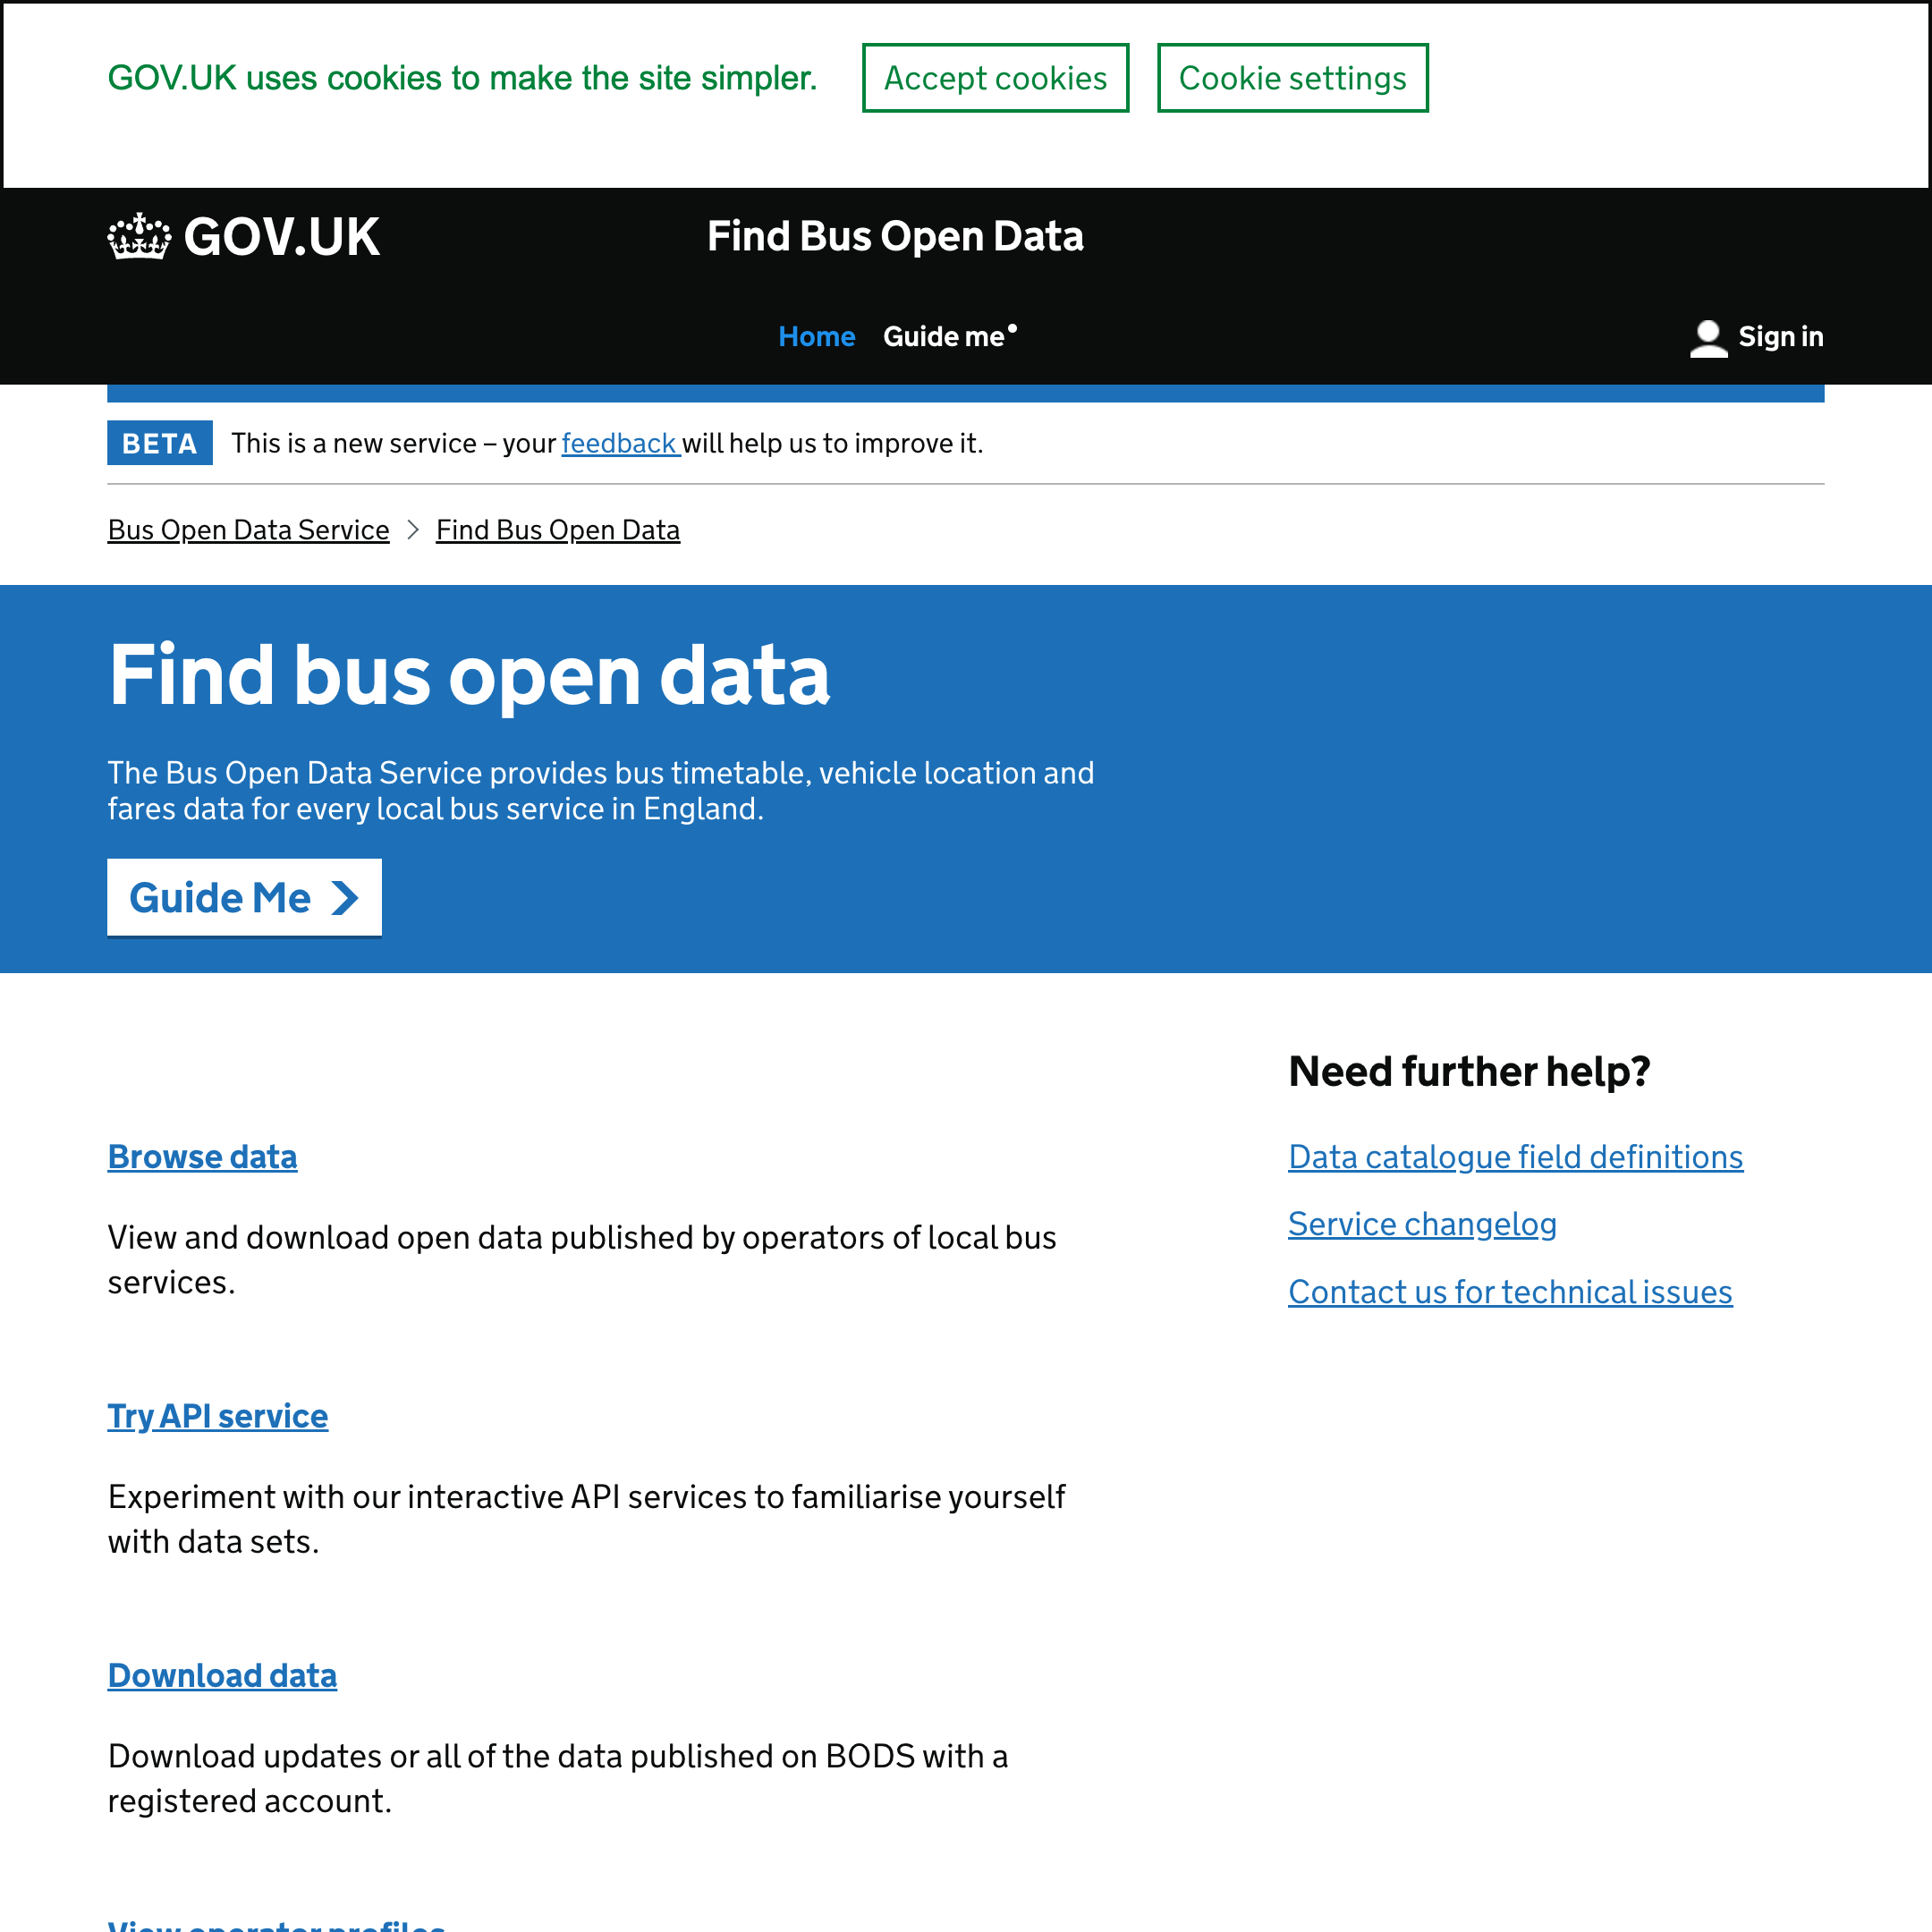 GOV.UK uses cookies to make the site simpler.
Accept cookies
Cookie settings
GOV.UK
Find Bus Open Data
Home
Guide me
Sign in
BETA
This is a new service – your feedback will help us to improve it.
Bus Open Data Service
Find Bus Open Data
Find bus open data
The Bus Open Data Service provides bus timetable, vehicle location and
fares data for every local bus service in England.
Guide Me
Browse data
View and download open data published by operators of local bus
services.
Try API service
Experiment with our interactive API services to familiarise yourself
with data sets.
Download data
Download updates or all of the data published on BODS with a
registered account.
View operator profiles
Need further help?
Data catalogue field definitions
Service changelog
Contact us for technical issues